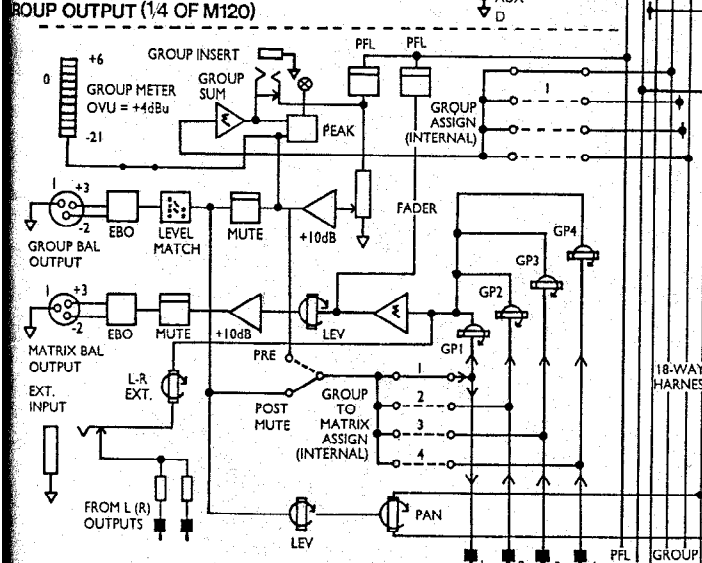 ROUP OUTPUT (1/4 OF M120)
AUX
D
+6
0
GROUP METER
OVU = +4dBu
-21
GROUP INSERT
GROUP
SUM
PEAK
PFL
PFL
GROUP
ASSIGN
(INTERNAL)
1
FADER
1
+3
-2
EBO
LEVEL
MATCH
MUTE
+10dB
GROUP BAL
OUTPUT
GP4
GP3
GP2
GP1
1
+3
-2
EBO
MUTE
+10dB
LEV
MATRIX BAL
OUTPUT
PRE
L-R
EXT.
EXT.
INPUT
POST
MUTE
GROUP
TO
MATRIX
ASSIGN
(INTERNAL)
1
2
3
4
18-WAY
HARNES
FROM L (R)
OUTPUTS
LEV
PAN
PFL
GROUP